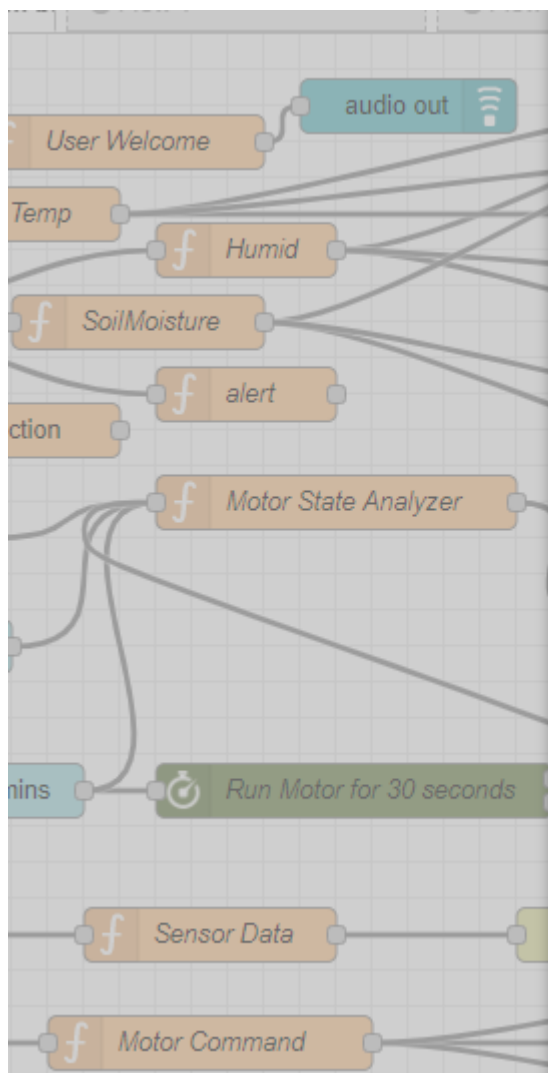 audio out
User Welcome
Temp
Humid
SoilMoisture
alert
ction
Motor State Analyzer
mins
Run Motor for 30 seconds
Sensor Data
Motor Command